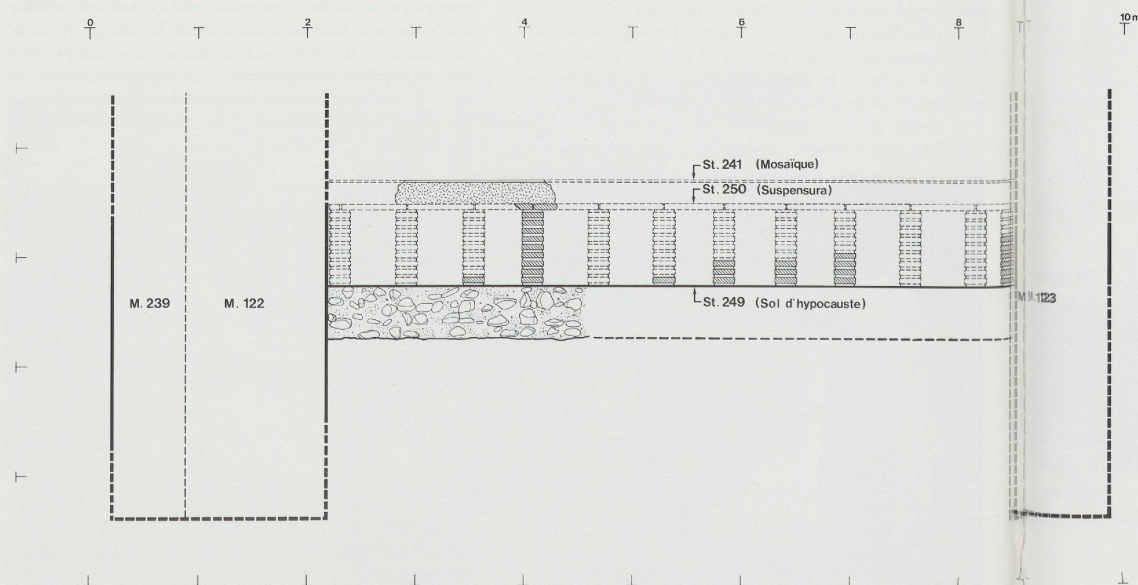 0 2 4 6 8 10 m
St. 241 (Mosaïque)
St. 250 (Suspensura)
M. 239 M. 122
St. 249 (Sol d'hypocauste)
M. 123